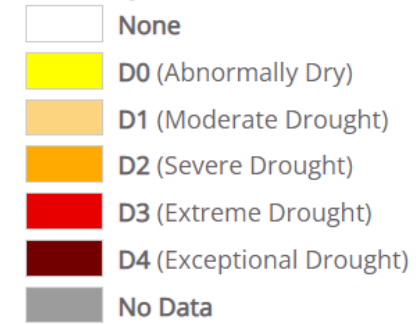 None
D0 (Abnormally Dry)
D1 (Moderate Drought)
D2 (Severe Drought)
D3 (Extreme Drought)
D4 (Exceptional Drought)
No Data